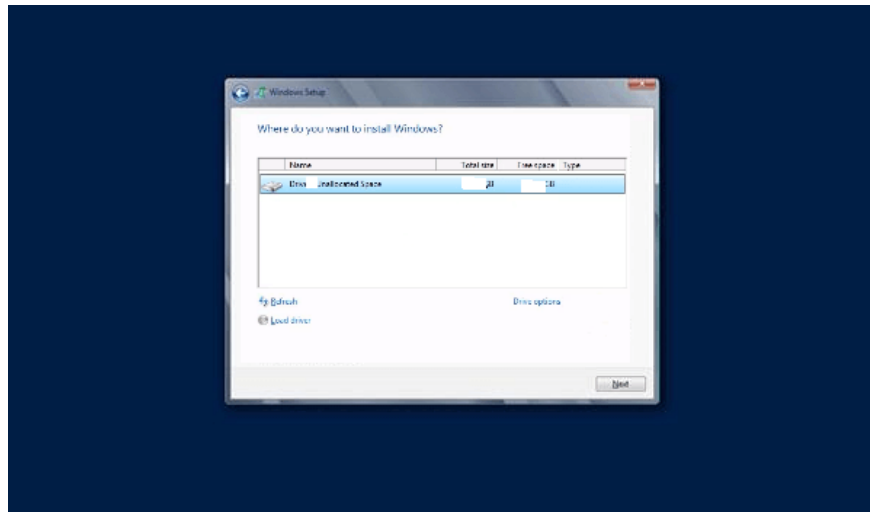 Windows Setup
Where do you want to install Windows?
Name Total size Free space Type
Unallocated Space
Refresh Drive options
Load driver
Next